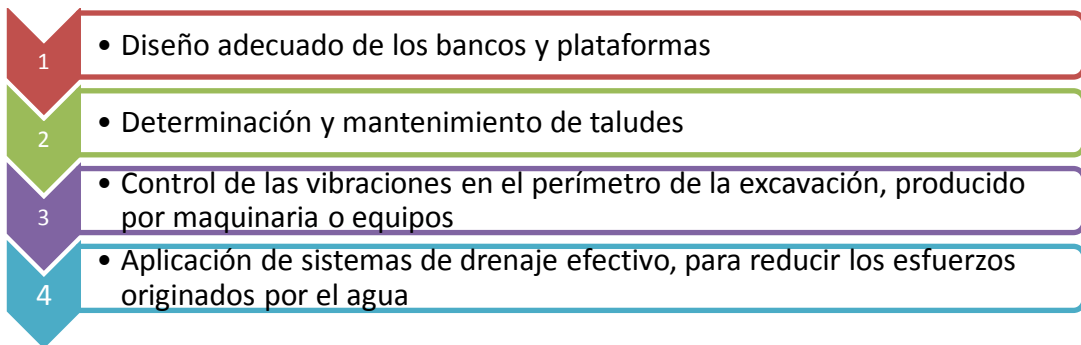 1
• Diseño adecuado de los bancos y plataformas
2
• Determinación y mantenimiento de taludes
3
• Control de las vibraciones en el perímetro de la excavación, producido
por maquinaria o equipos
4
• Aplicación de sistemas de drenaje efectivo, para reducir los esfuerzos
originados por el agua